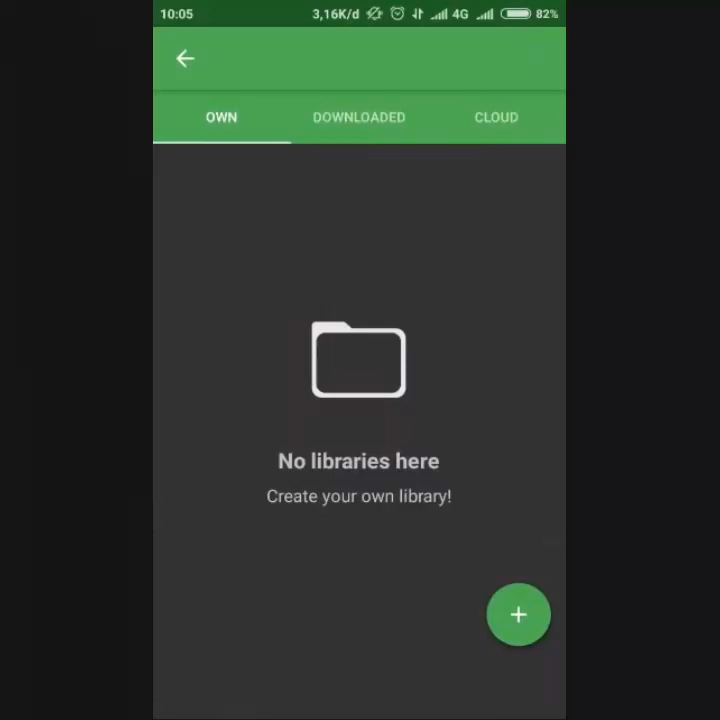 10:05 3,16K/d 4G 82%
OWN DOWNLOADED CLOUD
No libraries here
Create your own library!